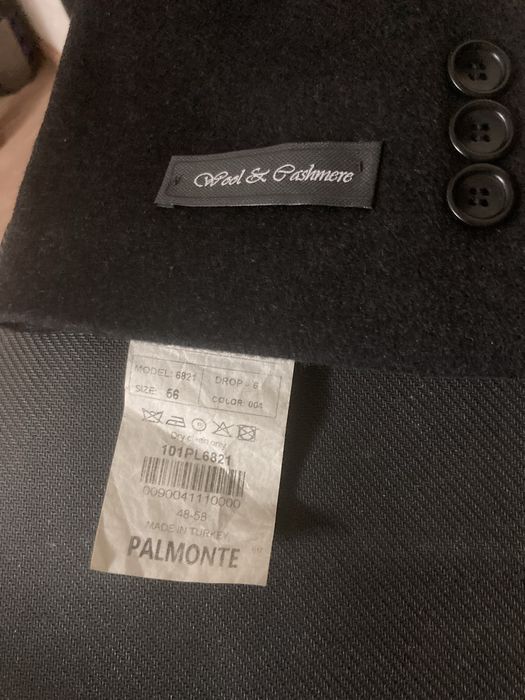 Wool & Cashmere
MODEL: 6821 DROP - 6
SIZE: 56 COLOR: 004
Dry clean only
101PL6821
0090041110000
48-58
MADE IN TURKEY
PALMONTE